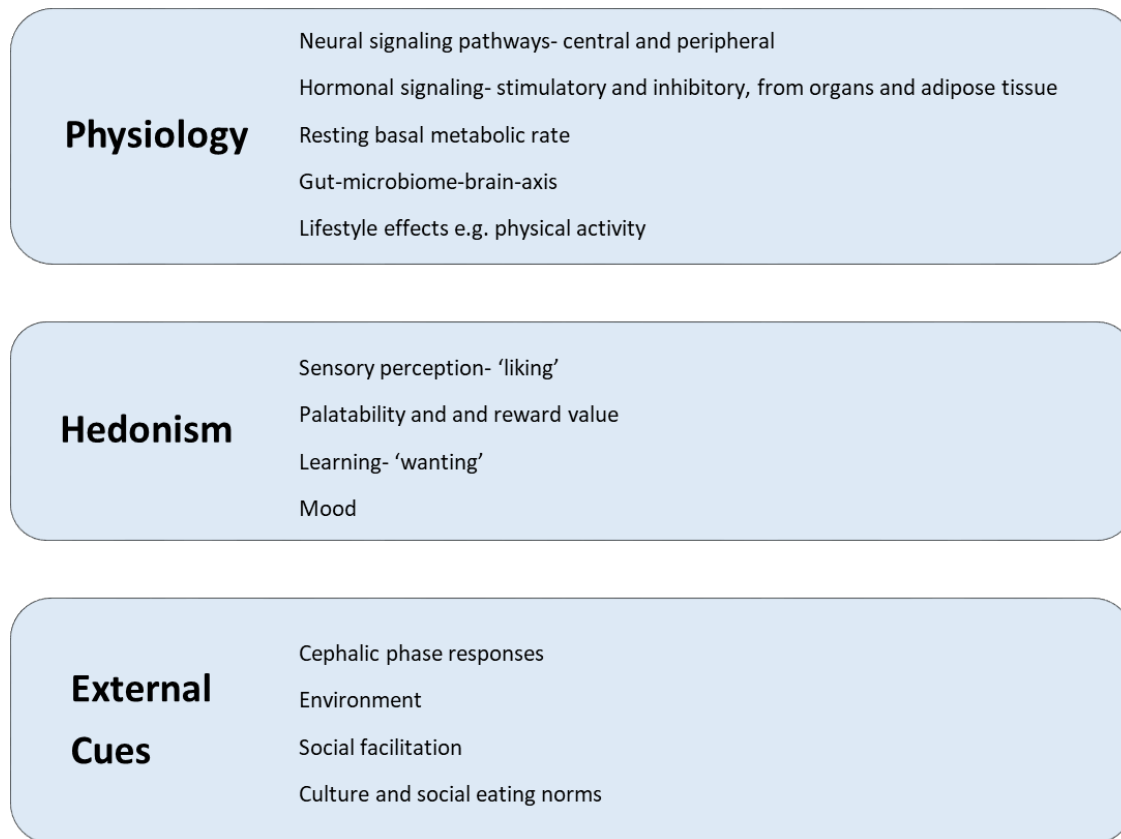 Physiology
Neural signaling pathways- central and peripheral
Hormonal signaling- stimulatory and inhibitory, from organs and adipose tissue
Resting basal metabolic rate
Gut-microbiome-brain-axis
Lifestyle effects e.g. physical activity
Hedonism
Sensory perception- ‘liking’
Palatability and and reward value
Learning- ‘wanting’
Mood
External
Cues
Cephalic phase responses
Environment
Social facilitation
Culture and social eating norms